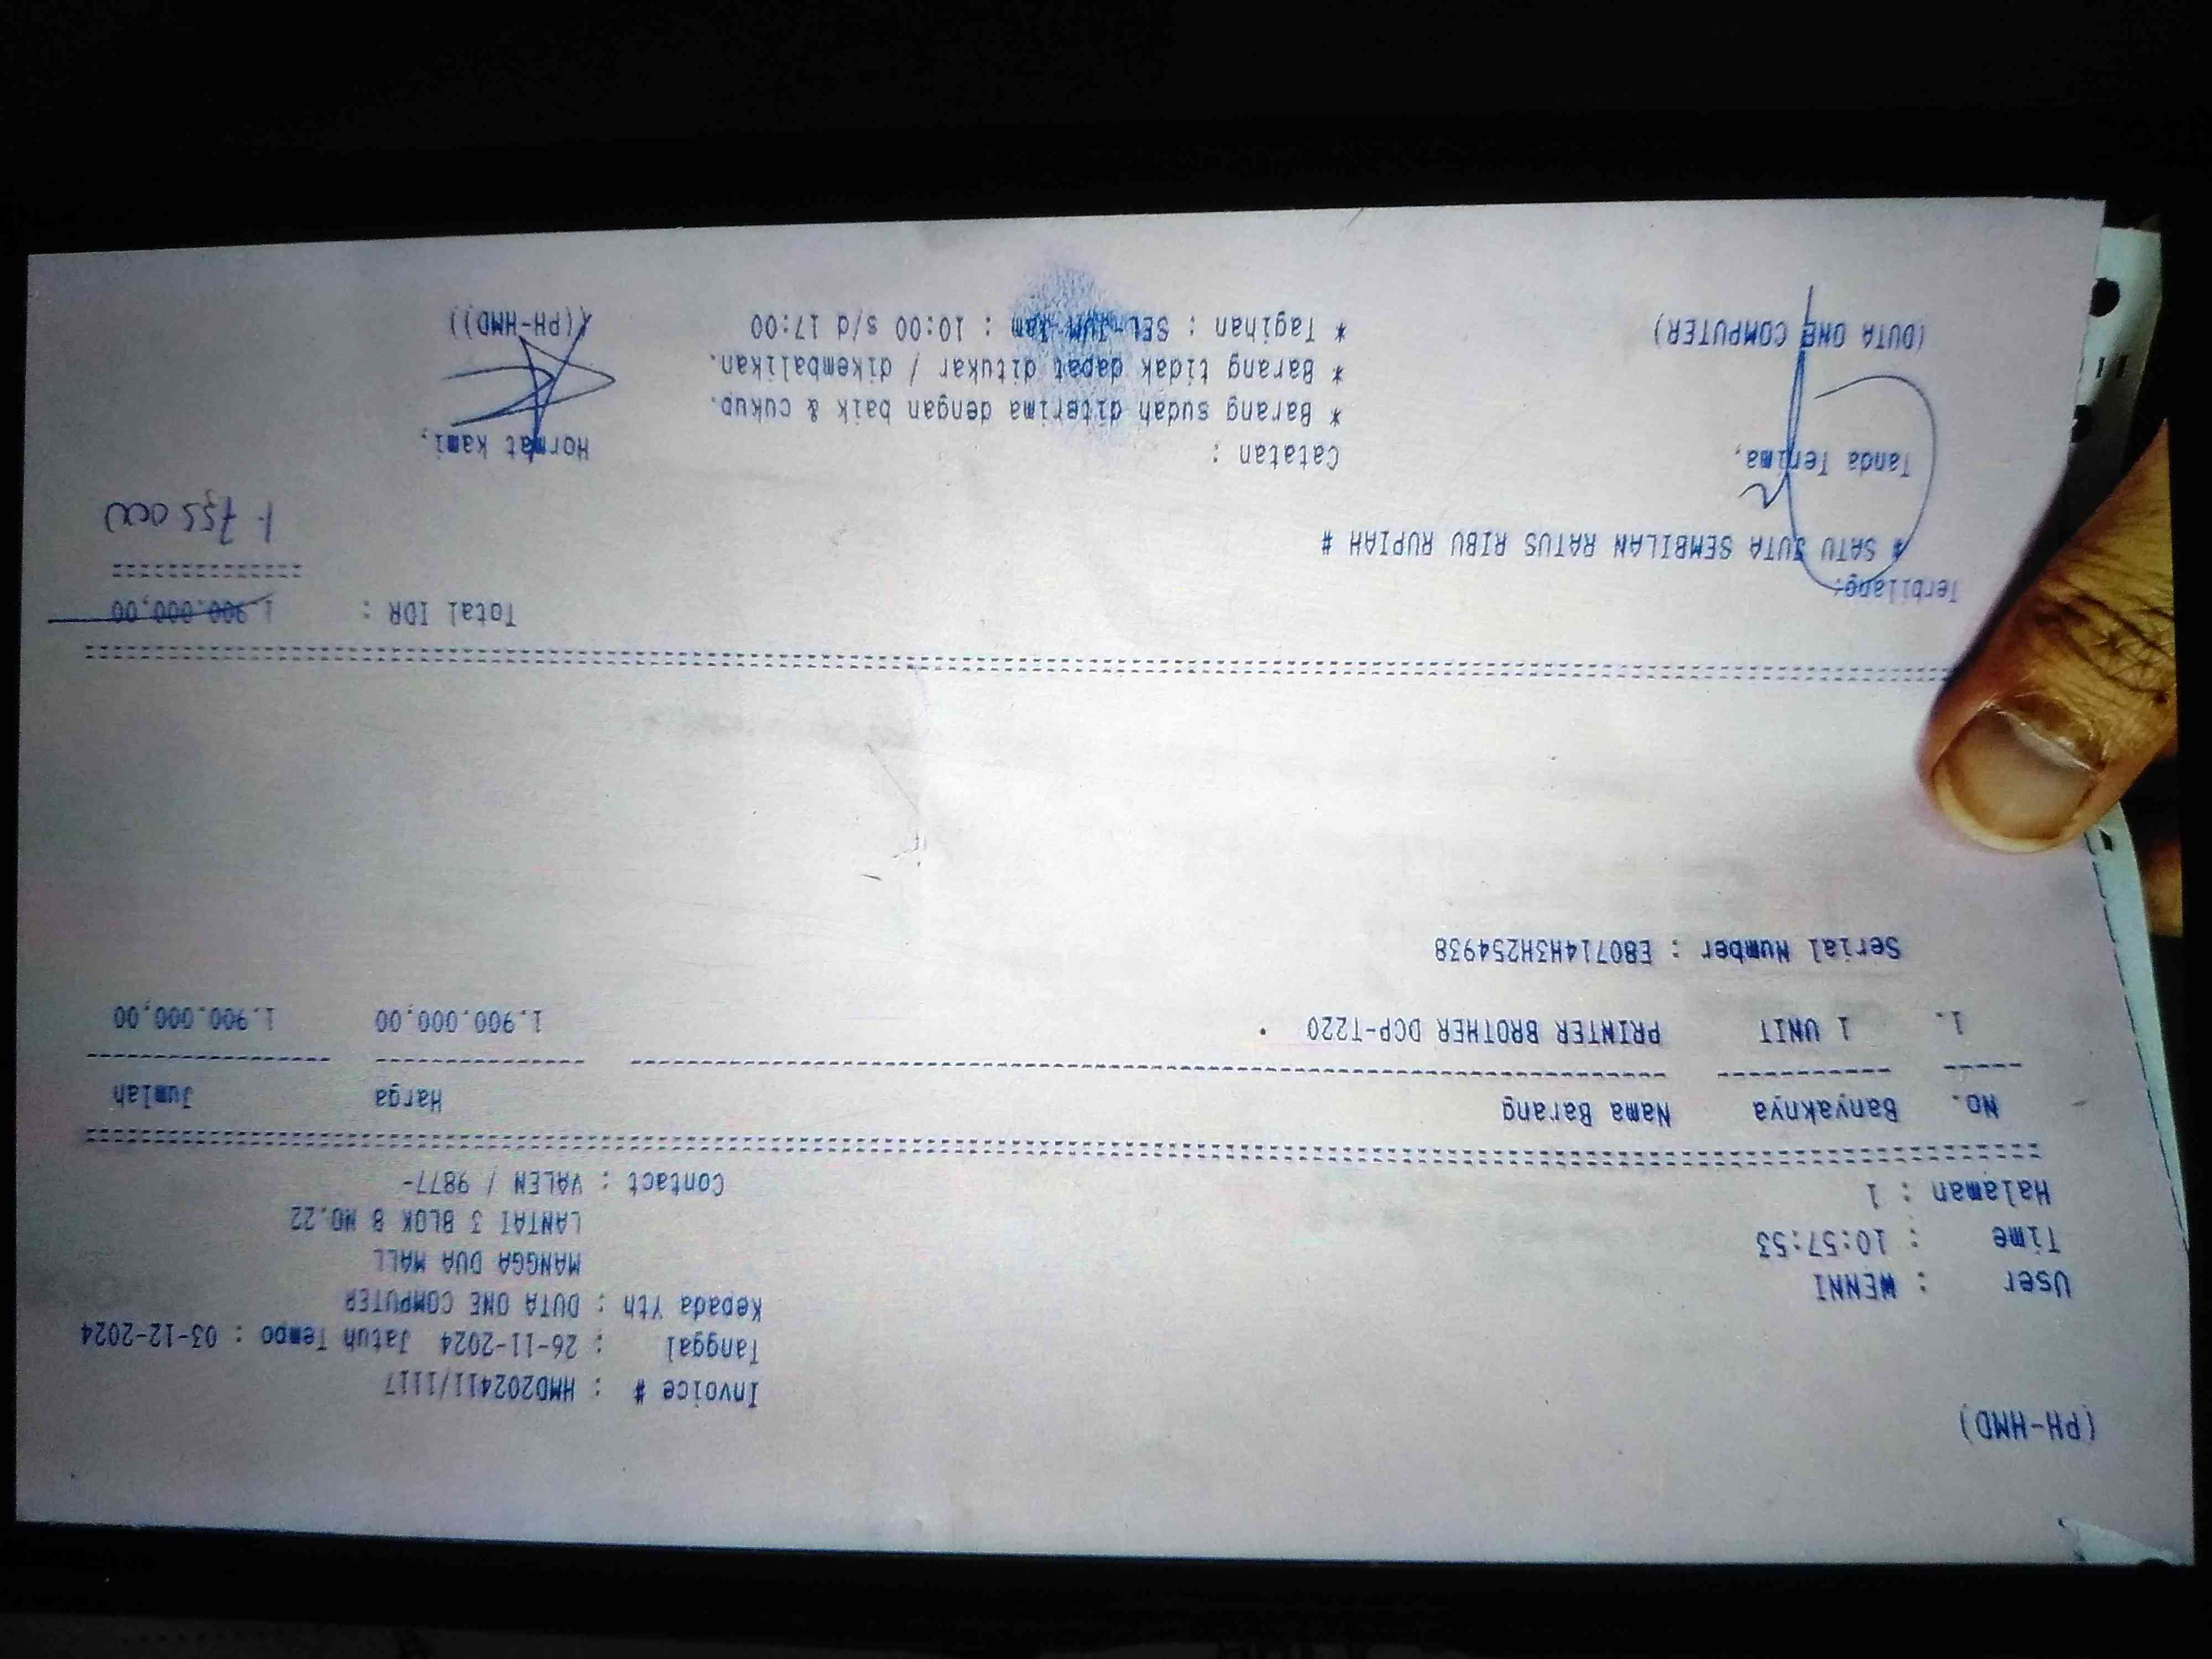 (PH-HMD)
Invoice # : HMD202411/1117
Tanggal : 26-11-2024 Jatuh Tempo : 03-12-2024
User : WENNI Kepada Yth : DUTA ONE COMPUTER
Time : 10:57:53 MANGGA DUA MALL
Halaman : 1 LANTAI 3 BLOK B NO.22
Contact : VALEN / 9877-
No. Banyaknya Nama Barang Harga Jumlah
1. 1 UNIT PRINTER BROTHER DCP-T220 1.900.000,00 1.900.000,00
Serial Number : E80714H3H254938
Terbilang: Total IDR : 1.900.000,00
# SATU JUTA SEMBILAN RATUS RIBU RUPIAH #
Tanda Terima, Catatan : Hormat kami,
* Barang sudah diterima dengan baik & cukup.
* Barang tidak dapat ditukar / dikembalikan.
(DUTA ONE COMPUTER) * Tagihan : SEL-JUM Jam : 10:00 s/d 17:00 ((PH-HMD))